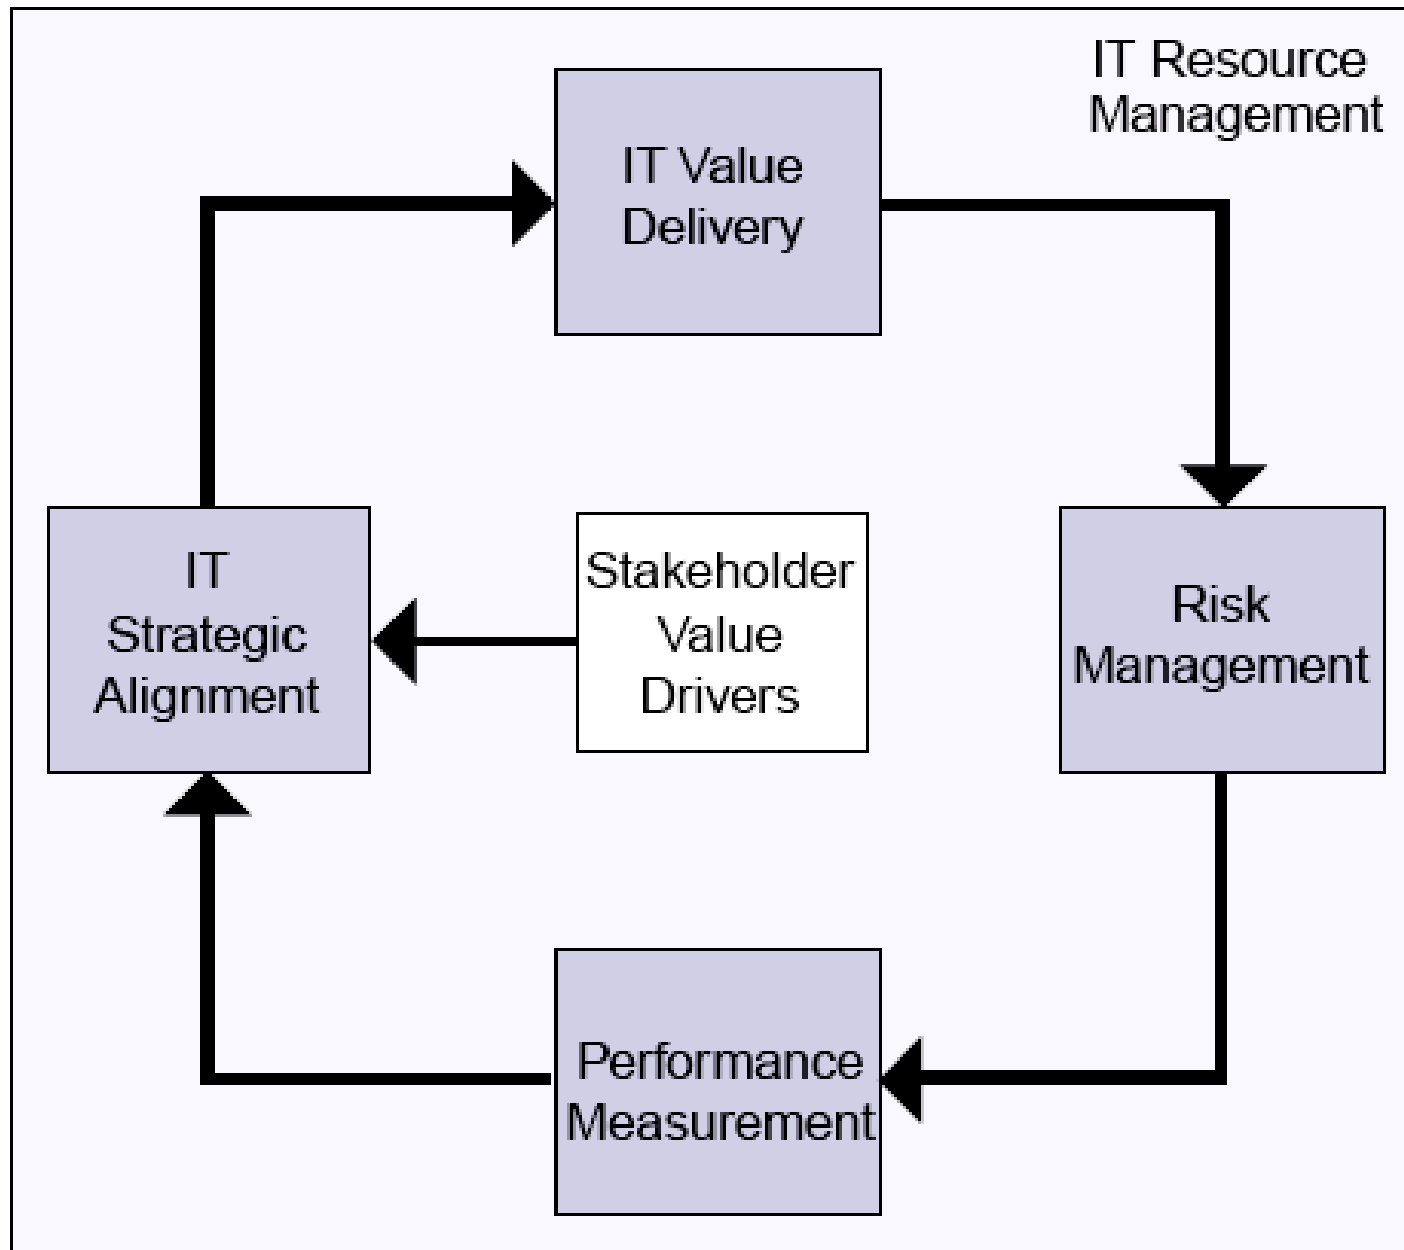 IT Resource
Management
IT Value
Delivery
IT
Strategic
Alignment
Stakeholder
Value
Drivers
Risk
Management
Performance
Measurement